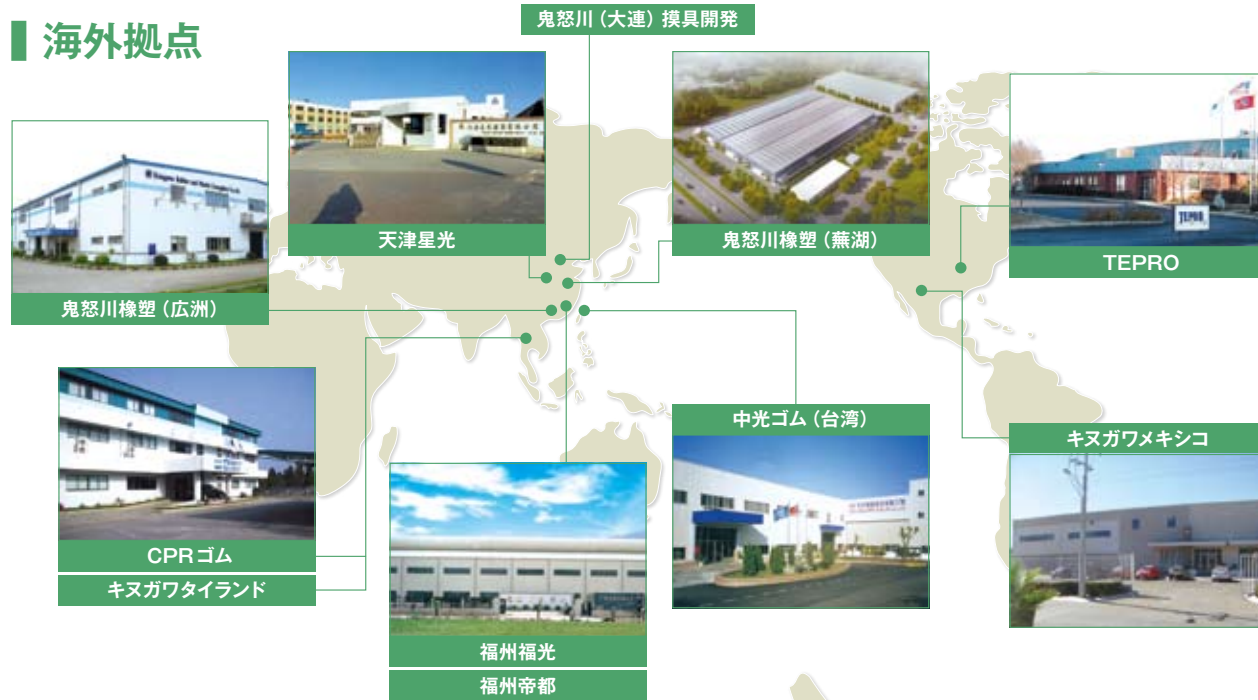 海外拠点
鬼怒川（大連）摸具開発
天津星光
鬼怒川橡塑（蕪湖）
TEPRO
TEPRO
鬼怒川橡塑（広洲）
中光ゴム（台湾）
キヌガワメキシコ
CPRゴム
キヌガワタイランド
福州福光
福州帝都